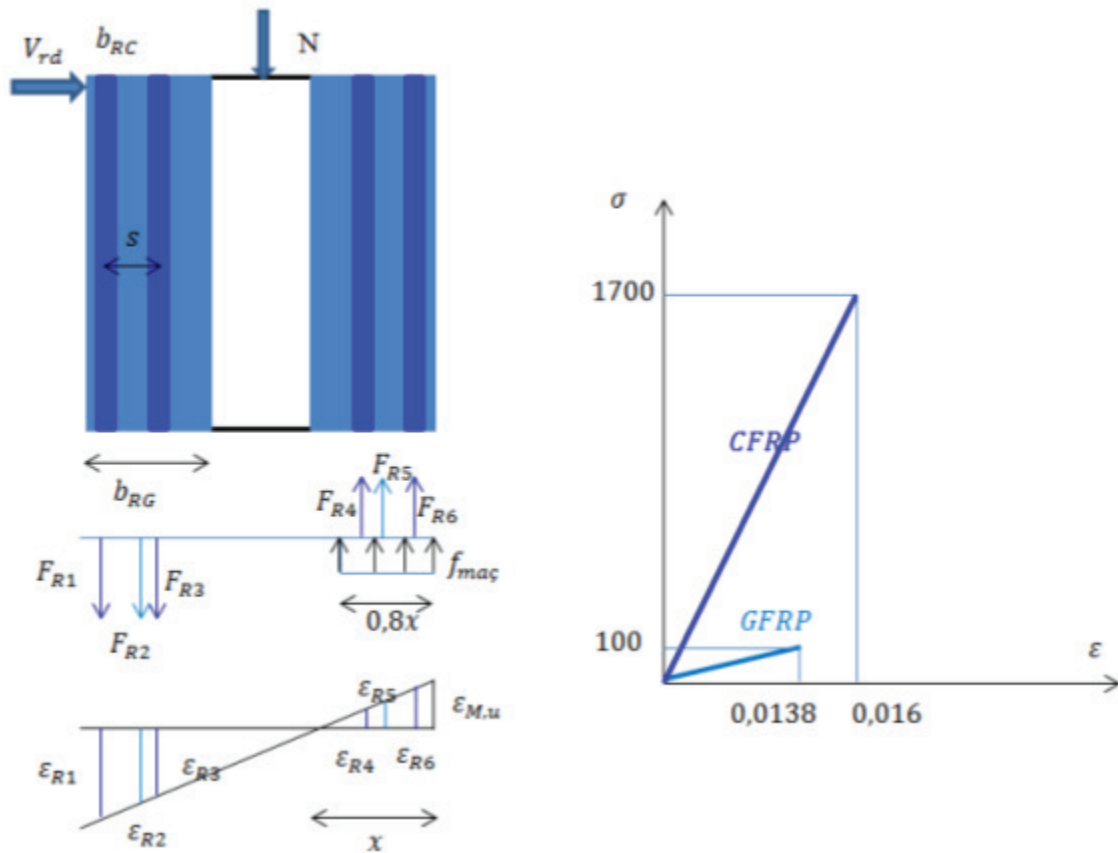 V_rd
b_RC
N
s
b_RG
F_R1
F_R2
F_R3
F_R4
F_R5
F_R6
f_maç
0,8x
ε_R1
ε_R2
ε_R3
ε_R5
ε_R4
ε_R6
ε_M.u
x
σ
1700
CFRP
GFRP
100
ε
0,0138
0,016